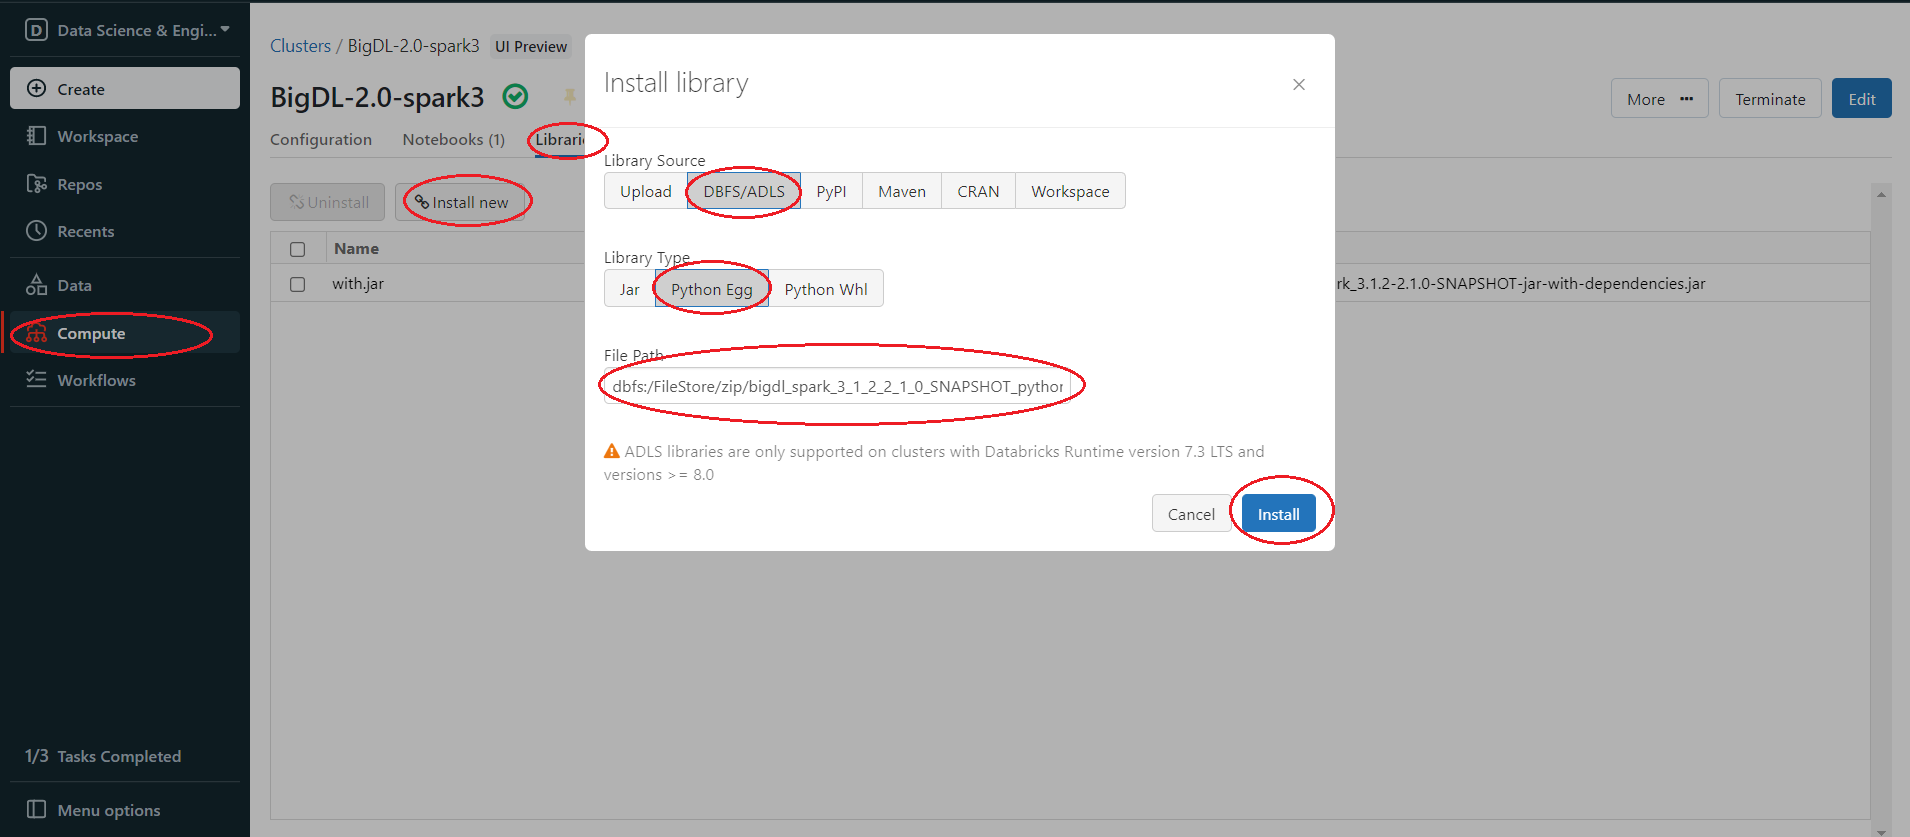 D Data Science & Engi...
Create
Workspace
Repos
Recents
Data
Compute
Workflows
1/3 Tasks Completed
Menu options
Clusters / BigDL-2.0-spark3 UI Preview
BigDL-2.0-spark3
More ··· Terminate Edit
Configuration Notebooks (1) Librari
Uninstall Install new
Name
with.jar
rk_3.1.2-2.1.0-SNAPSHOT-jar-with-dependencies.jar
Install library
Library Source
Upload DBFS/ADLS PyPI Maven CRAN Workspace
Library Type
Jar Python Egg Python Whl
File Path
dbfs:/FileStore/zip/bigdl_spark_3_1_2_2_1_0_SNAPSHOT_python
ADLS libraries are only supported on clusters with Databricks Runtime version 7.3 LTS and
versions >= 8.0
Cancel Install